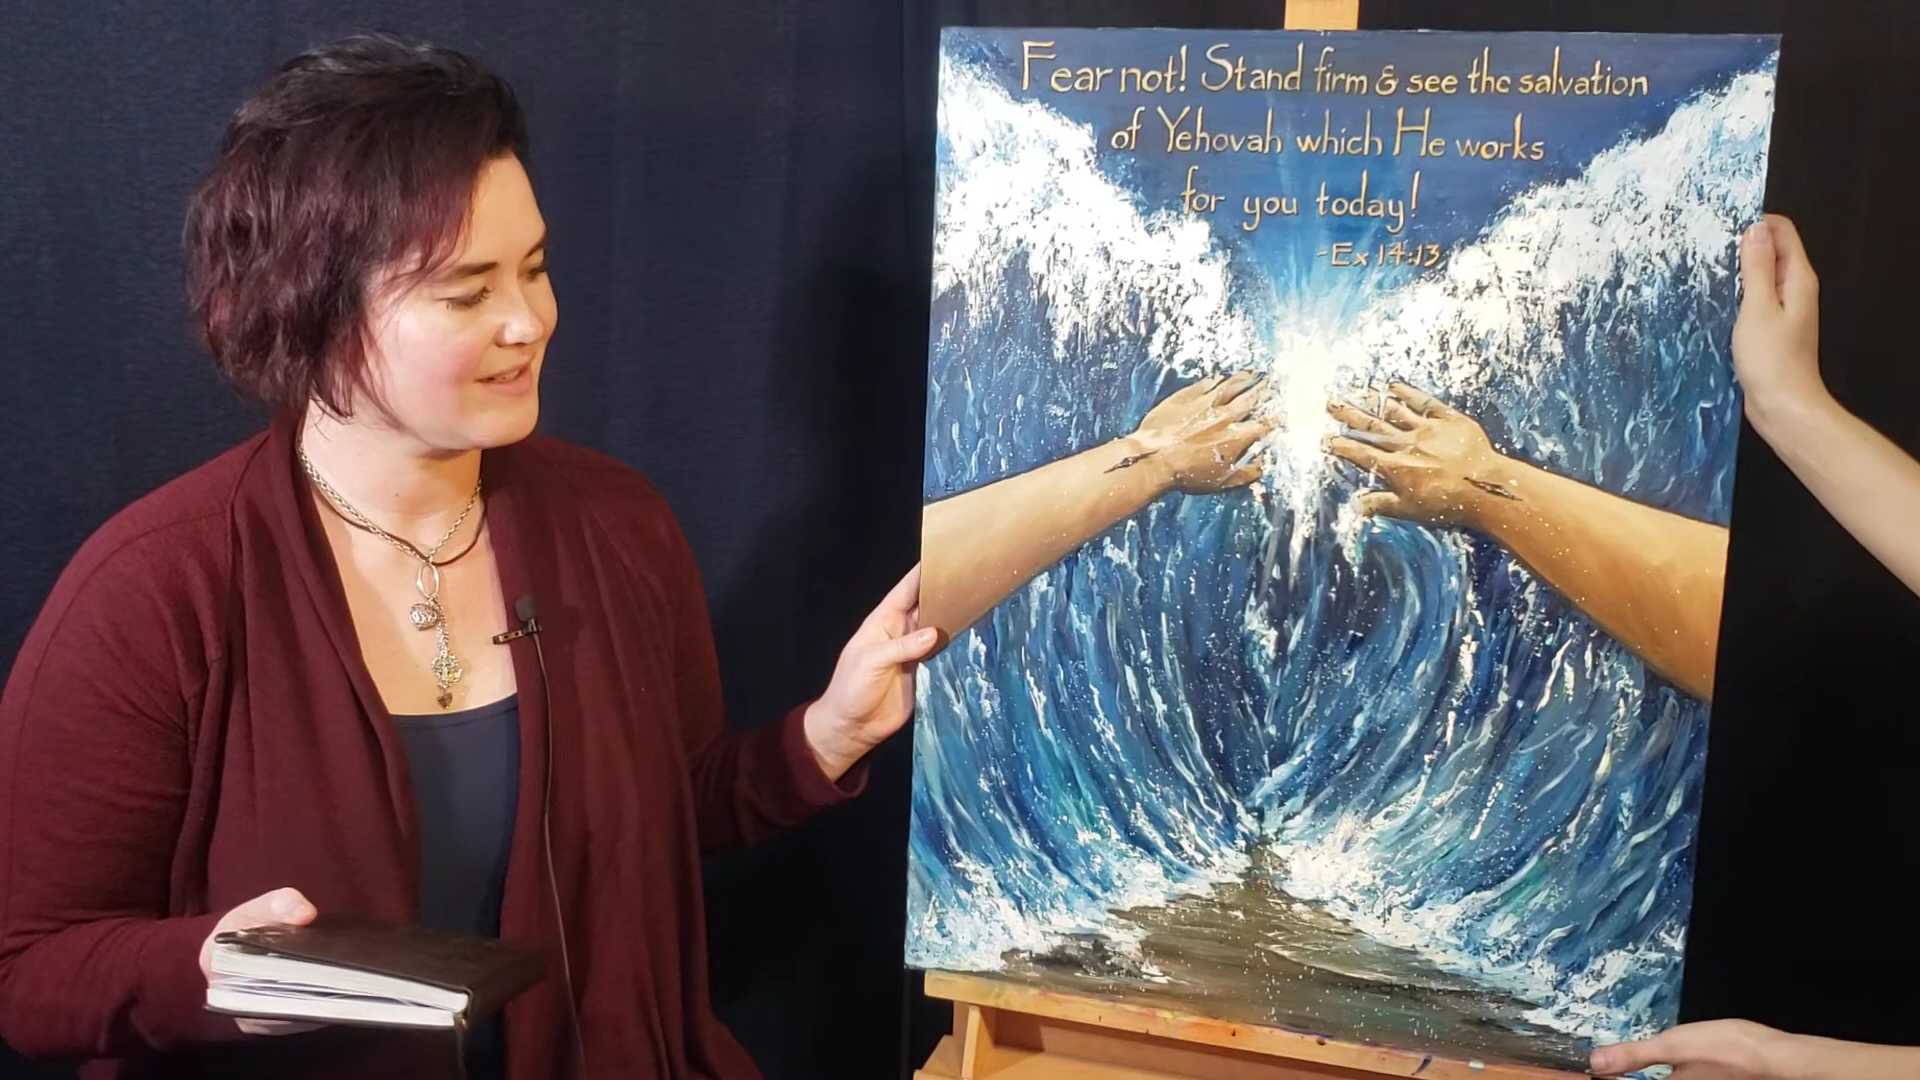 Fear not! Stand firm & see the salvation
of Yehovah which He works
for you today!
-Ex 14:13